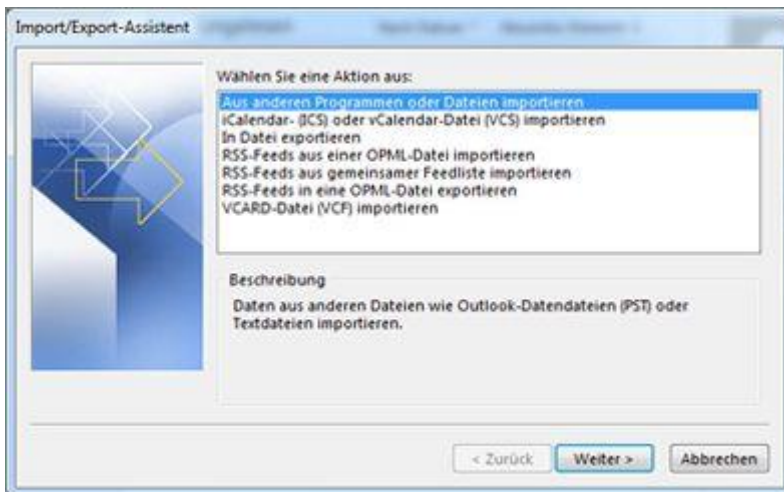 Import/Export-Assistent
Wählen Sie eine Aktion aus:
Aus anderen Programmen oder Dateien importieren
iCalendar- (ICS) oder vCalendar-Datei (VCS) importieren
In Datei exportieren
RSS-Feeds aus einer OPML-Datei importieren
RSS-Feeds aus gemeinsamer Feedliste importieren
RSS-Feeds in eine OPML-Datei exportieren
VCARD-Datei (VCF) importieren
Beschreibung
Daten aus anderen Dateien wie Outlook-Datendateien (PST) oder
Textdateien importieren.
< Zurück Weiter > Abbrechen